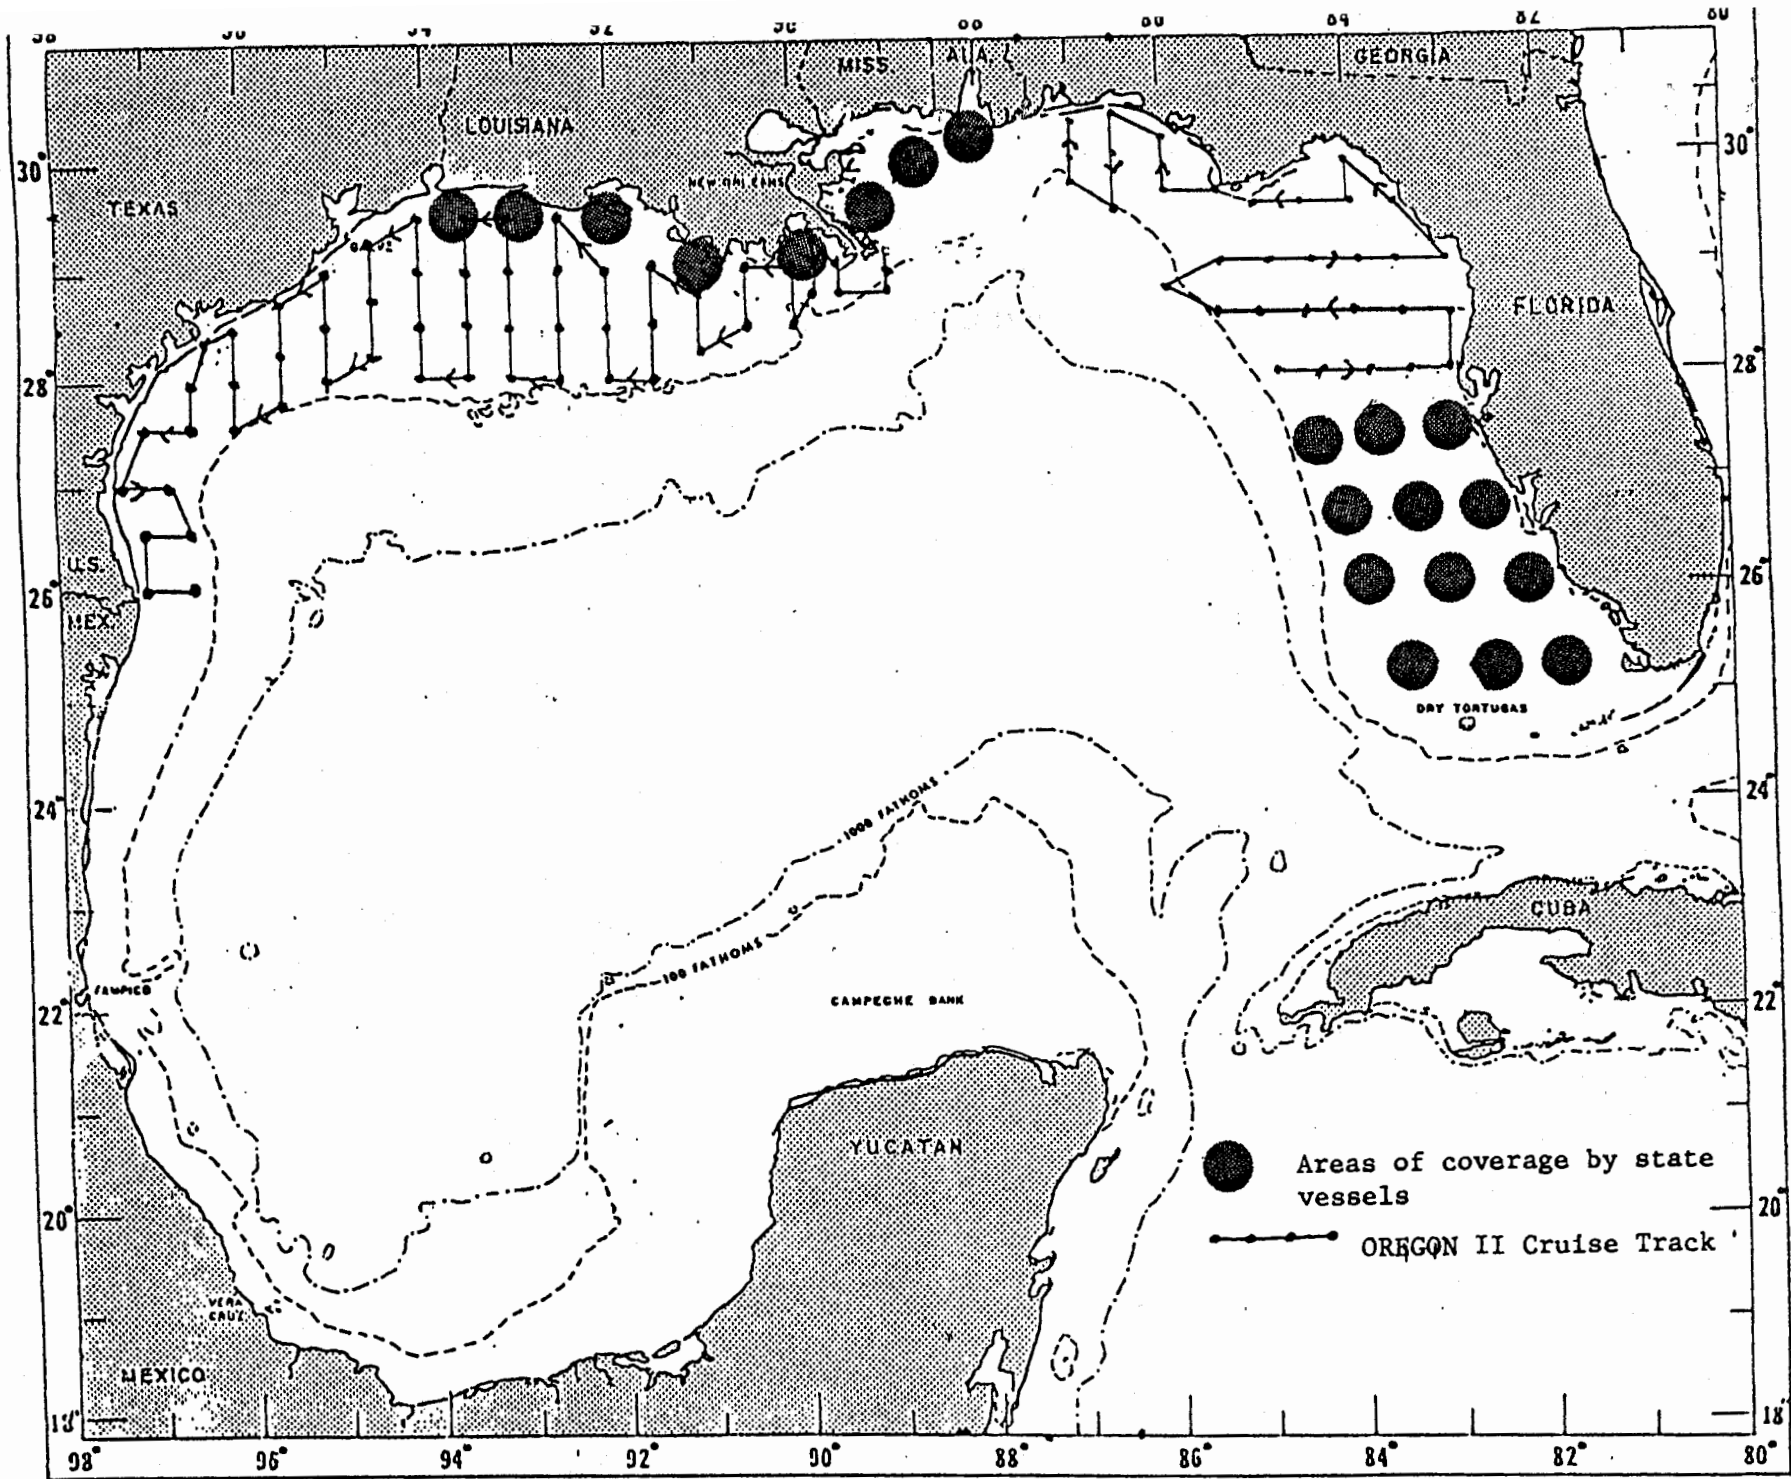 MISS.
ALA.
GEORGIA
LOUISIANA
30°
30°
TEXAS
FLORIDA
28°
28°
U.S.
26°
26°
MEX.
DRY TORTUGAS
24°
24°
1000 FATHOMS
CUBA
100 FATHOMS
TAMPICO
CAMPECHE BANK
22°
22°
YUCATAN
Areas of coverage by state
vessels
20°
20°
OREGON II Cruise Track
VERA
CRUZ
MEXICO
18°
18°
98° 96° 94° 92° 90° 88° 86° 84° 82° 80°